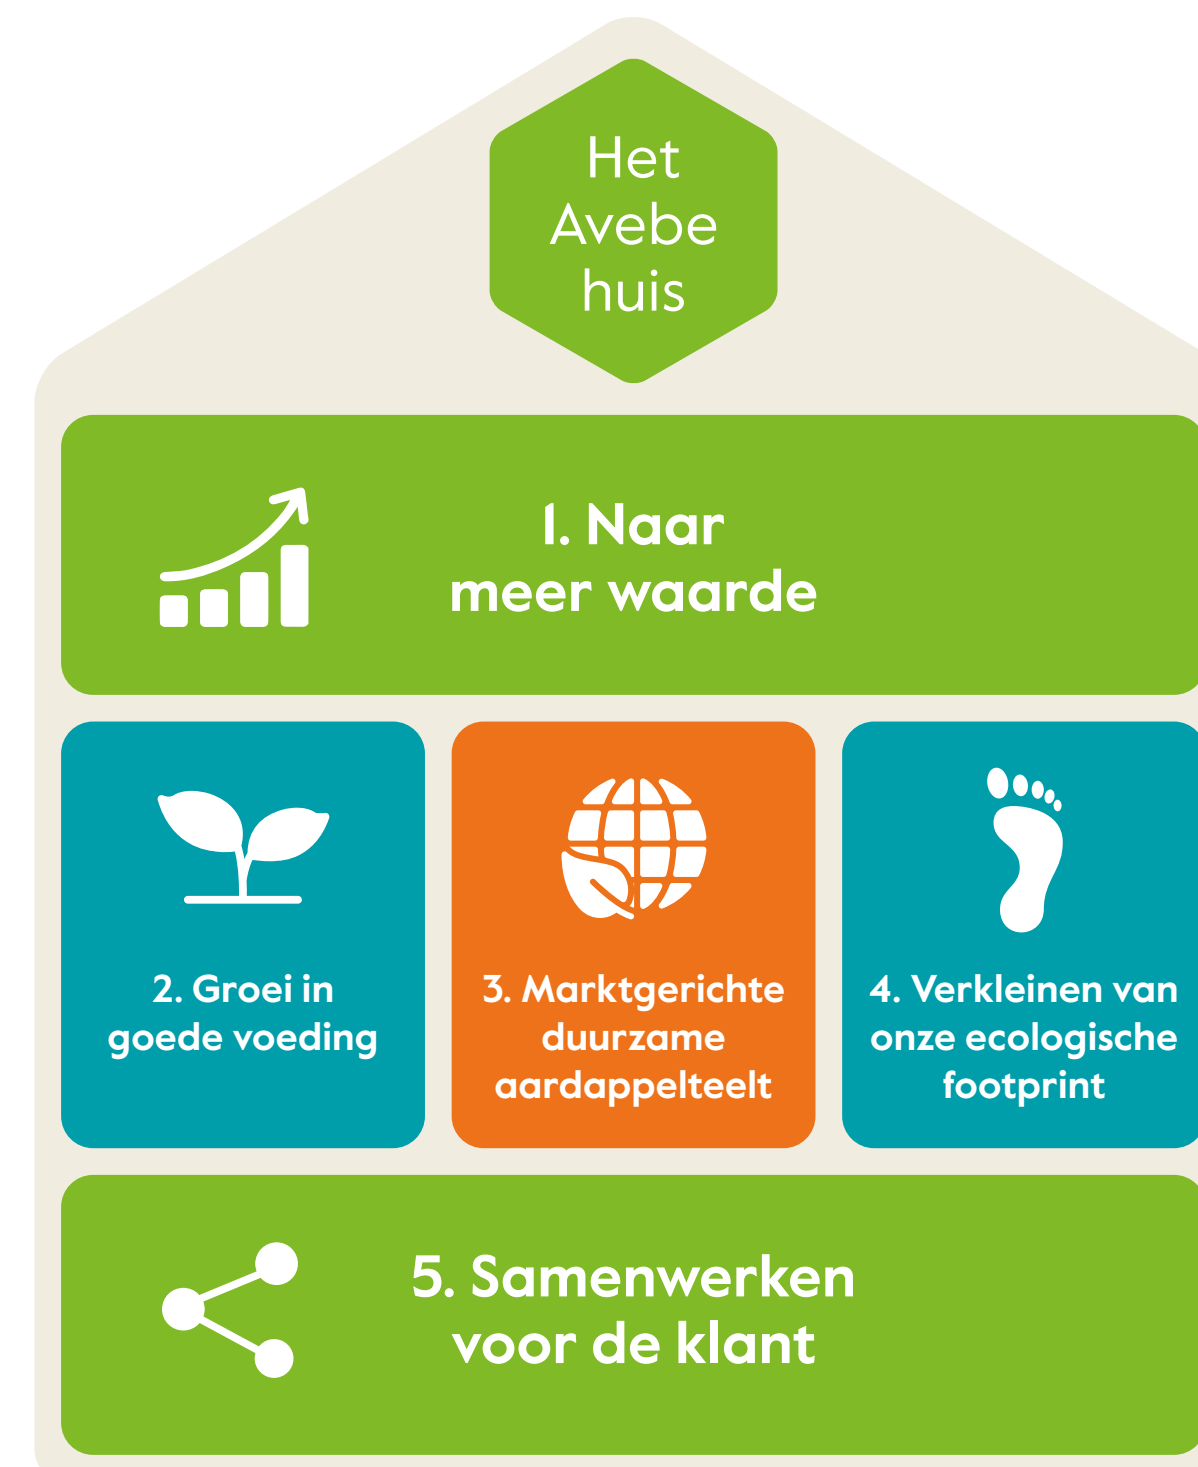 Het
Avebe
huis
1. Naar
meer waarde
2. Groei in
goede voeding
3. Marktgerichte
duurzame
aardappelteelt
4. Verkleinen van
onze ecologische
footprint
5. Samenwerken
voor de klant